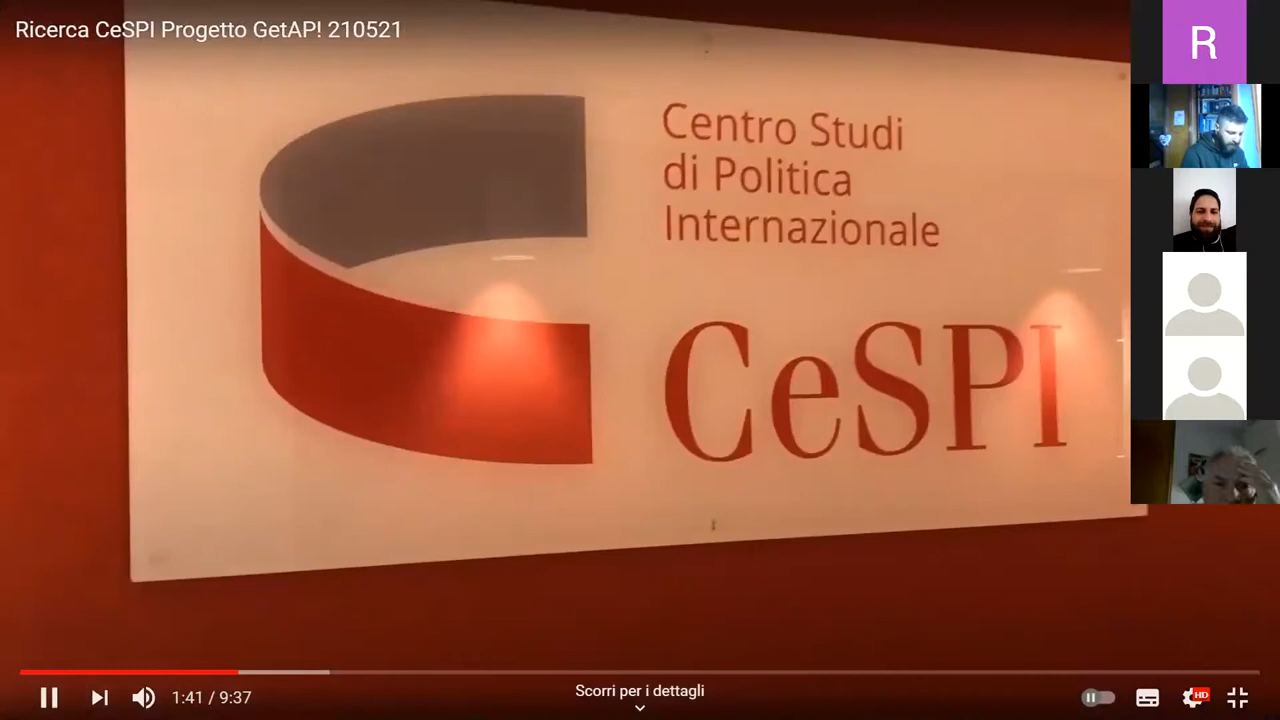 Ricerca CeSPI Progetto GetAP! 210521
R
Centro Studi
di Politica
Internazionale
CeSPI
1:41 / 9:37
Scorri per i dettagli
HD